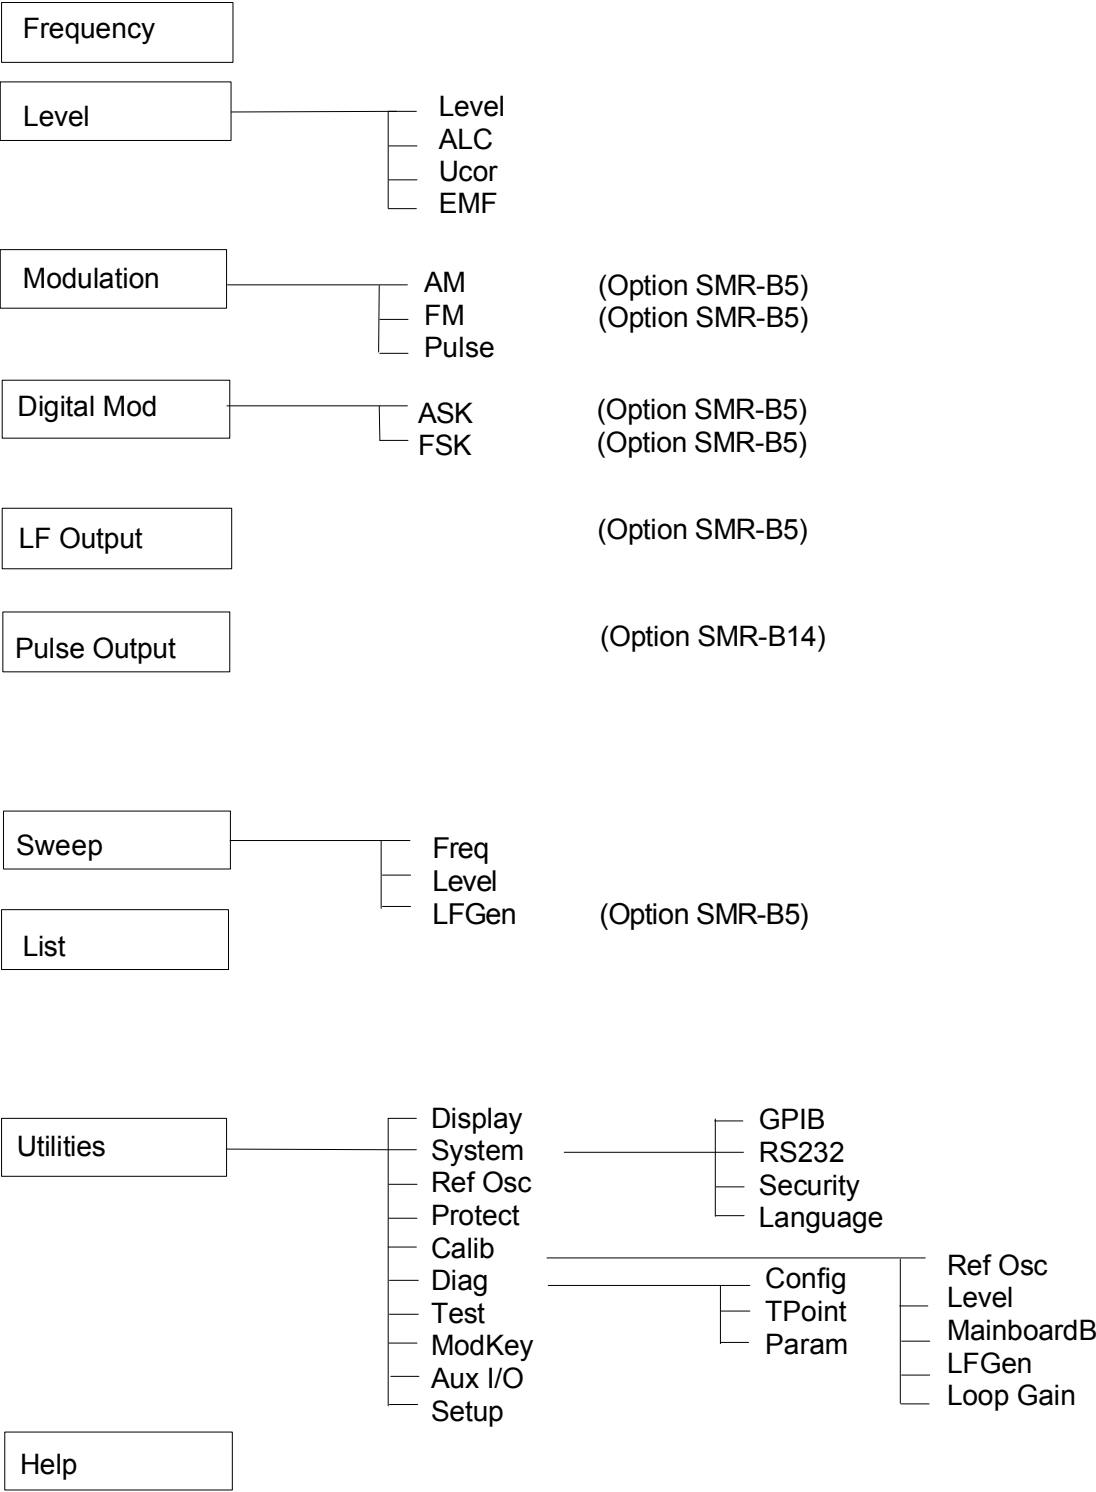 Frequency
Level
Level
ALC
Ucor
EMF
Modulation
AM (Option SMR-B5)
FM (Option SMR-B5)
Pulse
Digital Mod
ASK (Option SMR-B5)
FSK (Option SMR-B5)
LF Output (Option SMR-B5)
Pulse Output (Option SMR-B14)
Sweep
Freq
Level
LFGen (Option SMR-B5)
List
Utilities
Display
System
Ref Osc
Protect
Calib
Diag
Test
ModKey
Aux I/O
Setup
GPIB
RS232
Security
Language
Config
TPoint
Param
Ref Osc
Level
MainboardB
LFGen
Loop Gain
Help